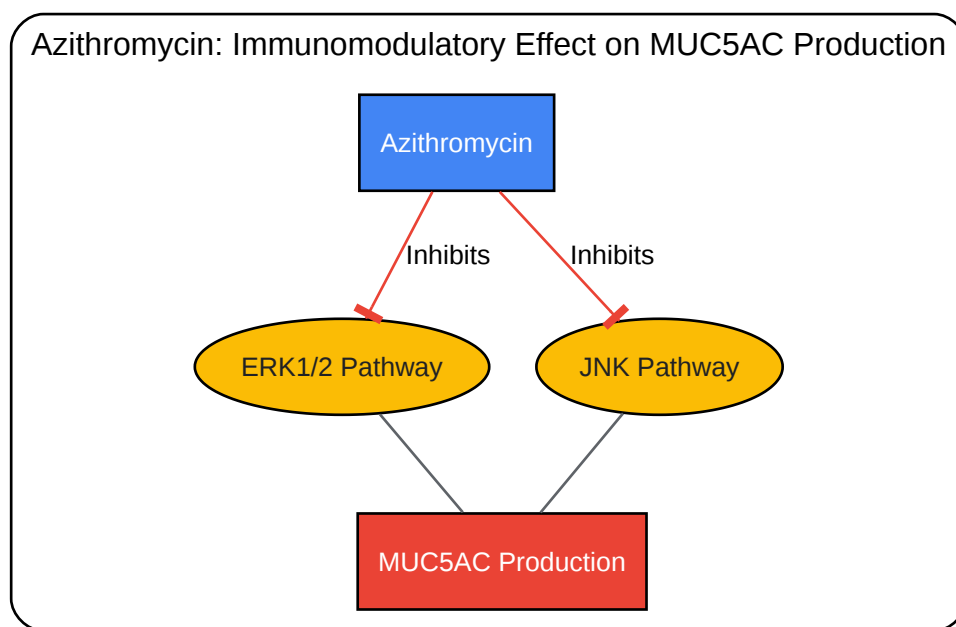 Azithromycin: Immunomodulatory Effect on MUC5AC Production
Azithromycin
Inhibits
Inhibits
ERK1/2 Pathway
JNK Pathway
MUC5AC Production